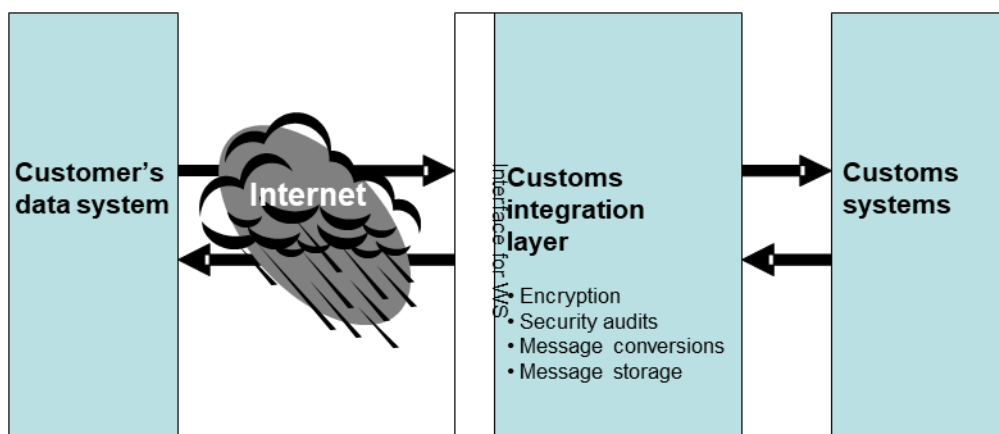 Customer's
data system
Internet
Interface for WS
Customs
integration
layer
• Encryption
• Security audits
• Message conversions
• Message storage
Customs
systems